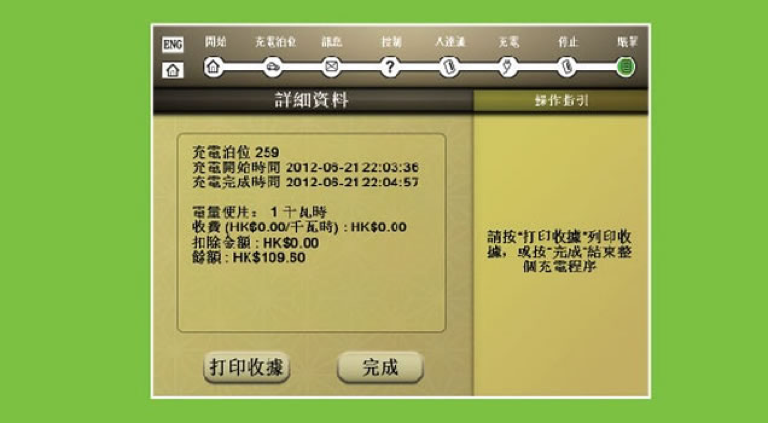 ENG
開始 充電泊位 訊息 控制 八達通 充電 停止 賬單
詳細資料
操作指引
充電泊位 259
充電開始時間 2012-06-21 22:03:36
充電完成時間 2012-06-21 22:04:57
電量使用： 1 千瓦時
收費 (HK$0.00/千瓦時) : HK$0.00
扣除金額 : HK$0.00
餘額 : HK$109.60
請按"打印收據"列印收
據，或按"完成"結束整
個充電程序
打印收據
完成